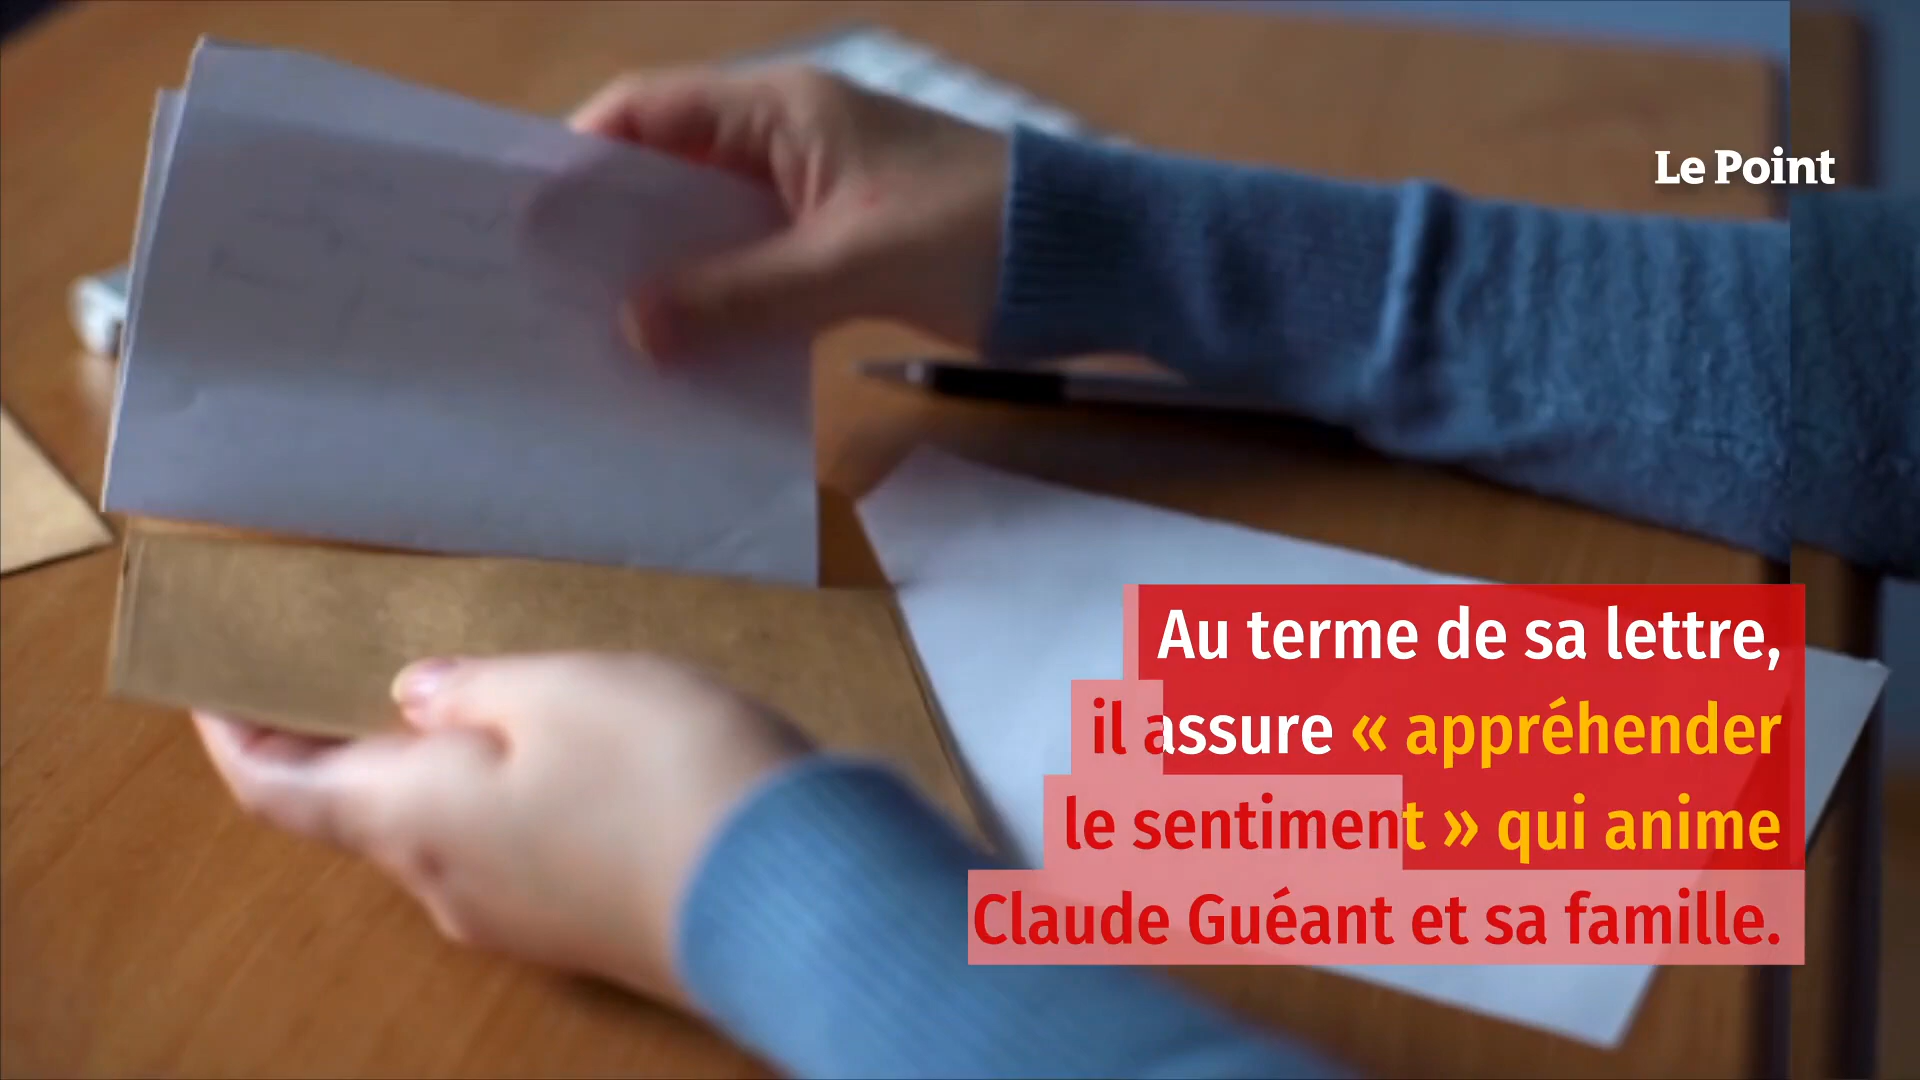 Le Point
Au terme de sa lettre,
il assure « appréhender
le sentiment » qui anime
Claude Guéant et sa famille.